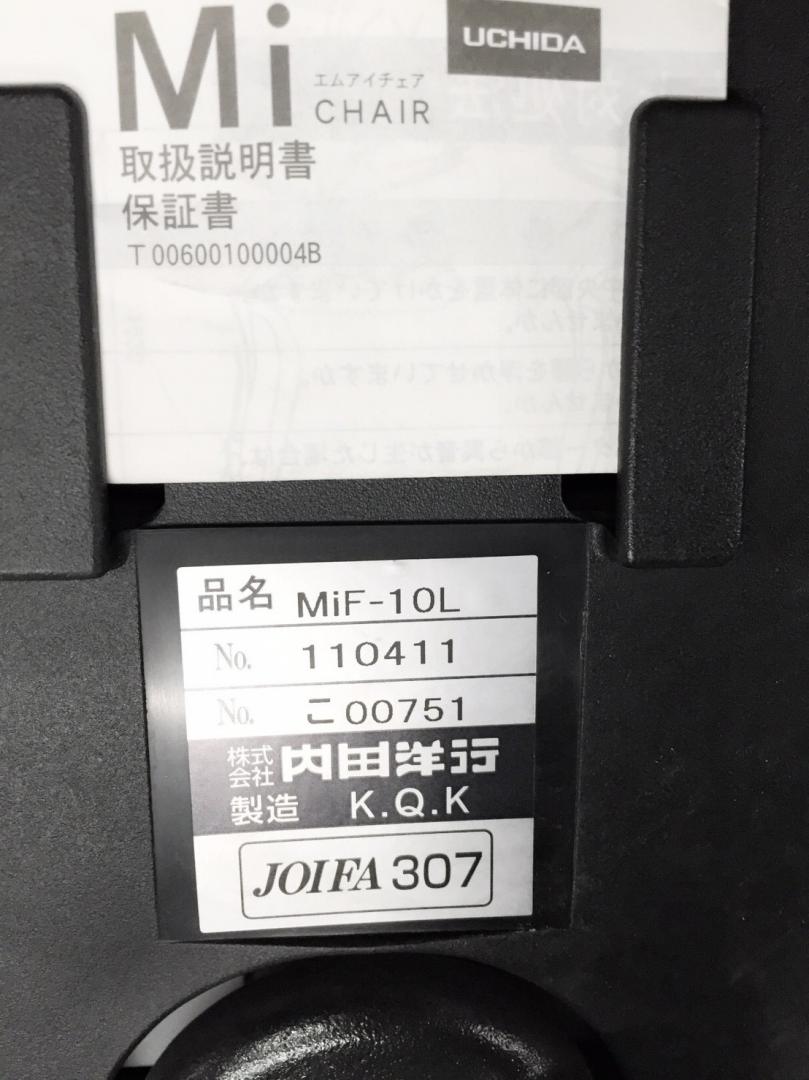 Mi
UCHIDA
エムアイチェア
CHAIR
取扱説明書
保証書
T00600100004B
品名 MiF-10L
No. 110411
No. こ00751
株式会社 内田洋行
製造 K.Q.K
JOIFA 307